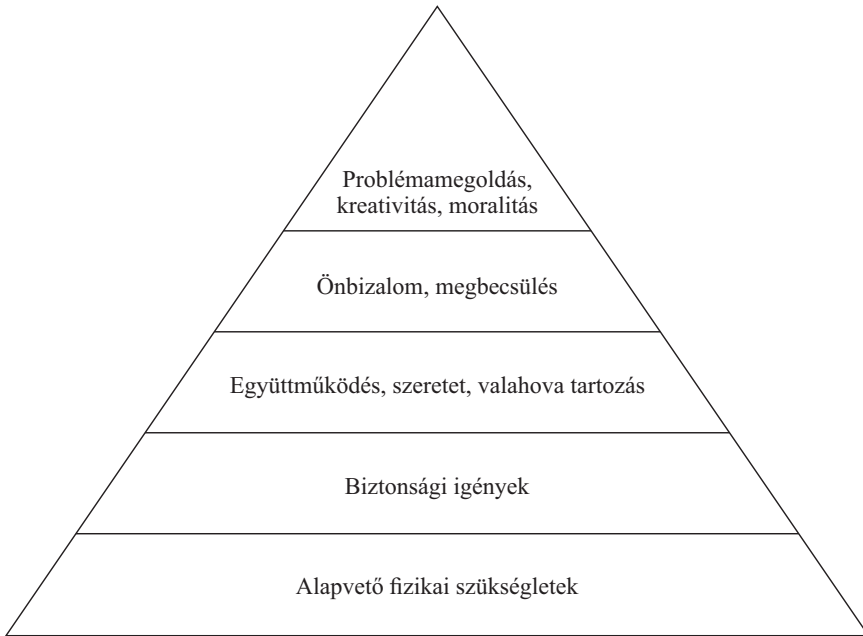 Problémamegoldás,
kreativitás, moralitás
Önbizalom, megbecsülés
Együttműködés, szeretet, valahova tartozás
Biztonsági igények
Alapvető fizikai szükségletek